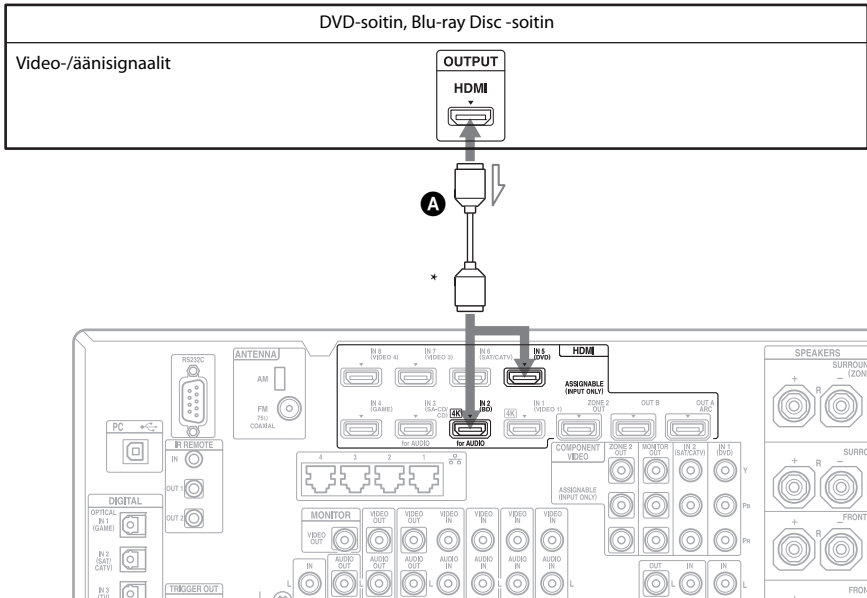 DVD-soitin, Blu-ray Disc -soitin
Video-/äänisignaalit
OUTPUT
HDMI
A
*
RS232C
ANTENNA
AM
FM
75Ω
COAXIAL
IN 8
(VIDEO 4)
IN 7
(VIDEO 3)
IN 6
(SAT/CATV)
IN 5
(DVD)
HDMI
ASSIGNABLE
(INPUT ONLY)
IN 4
(GAME)
IN 3
(SA-CD/
CD)
for AUDIO
4K
IN 2
(BD)
for AUDIO
4K
IN 1
(VIDEO 1)
ZONE 2
OUT
OUT B
OUT A
ARC
SPEAKERS
SURROUN
(ZON
+ R –
PC
IR REMOTE
IN
OUT 1
OUT 2
4 3 2 1
COMPONENT
VIDEO
ASSIGNABLE
(INPUT ONLY)
ZONE 2
OUT
MONITOR
OUT
IN 2
(SAT/CATV)
IN 1
(DVD)
Y
PB
PR
SURRO
+ R –
DIGITAL
OPTICAL
IN 1
(GAME)
IN 2
(SAT/
CATV)
IN 3
(TV)
TRIGGER OUT
MONITOR
VIDEO
OUT
VIDEO
OUT
VIDEO
OUT
VIDEO
IN
VIDEO
IN
VIDEO
IN
VIDEO
IN
IN
AUDIO
OUT
AUDIO
OUT
AUDIO
OUT
AUDIO
IN
AUDIO
IN
AUDIO
IN
AUDIO
IN
L
L
L
L
OUT
IN
IN
L
L
FRONT
+ R –
FRON
+